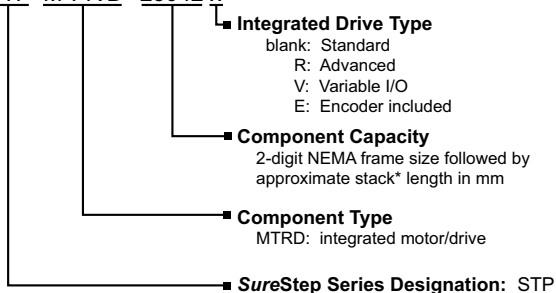 Integrated Drive Type
blank: Standard
R: Advanced
V: Variable I/O
E: Encoder included
Component Capacity
2-digit NEMA frame size followed by
approximate stack* length in mm
Component Type
MTRD: integrated motor/drive
SureStep Series Designation: STP